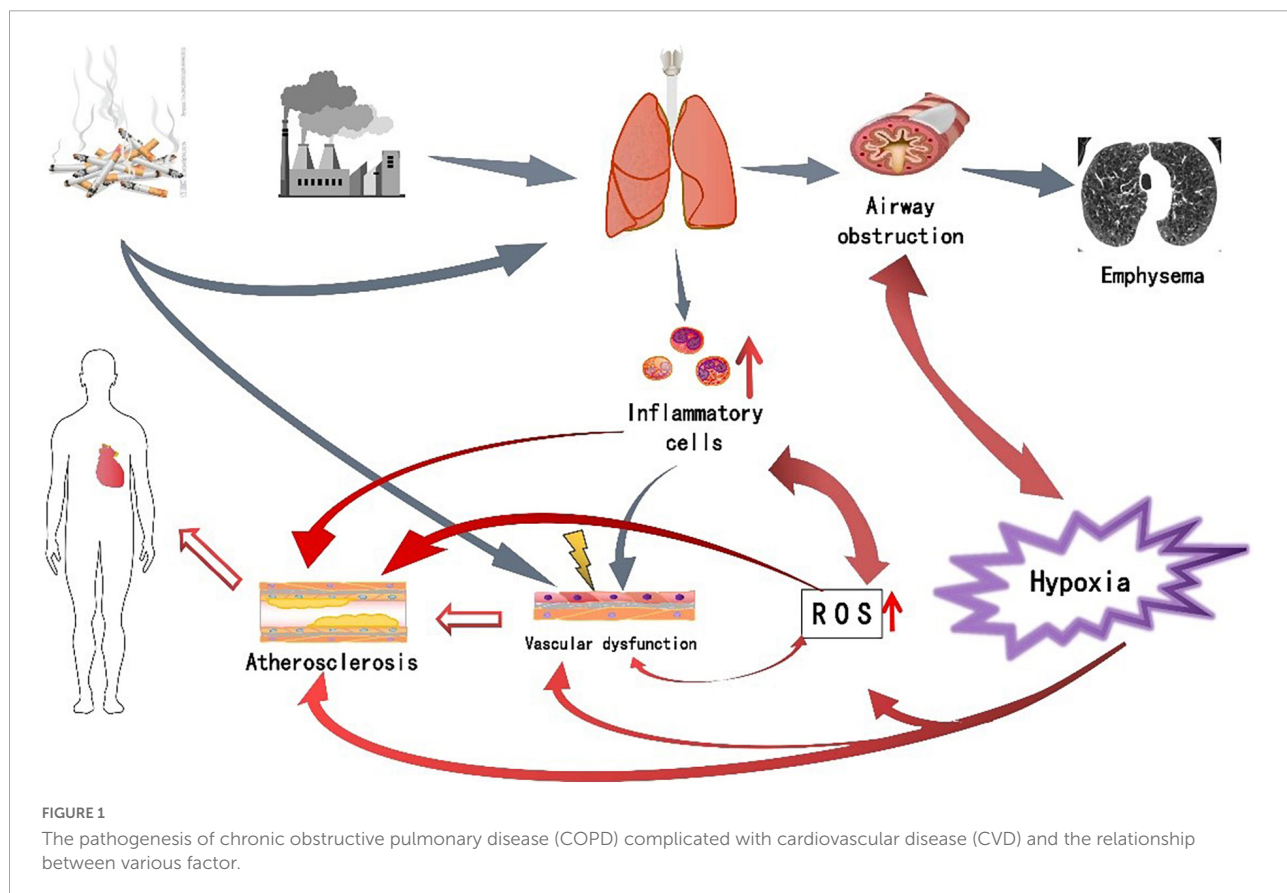 Airway
obstruction
Emphysema
Inflammatory
cells
Hypoxia
ROS
Vascular dysfunction
Atherosclerosis
FIGURE 1
The pathogenesis of chronic obstructive pulmonary disease (COPD) complicated with cardiovascular disease (CVD) and the relationship
between various factor.